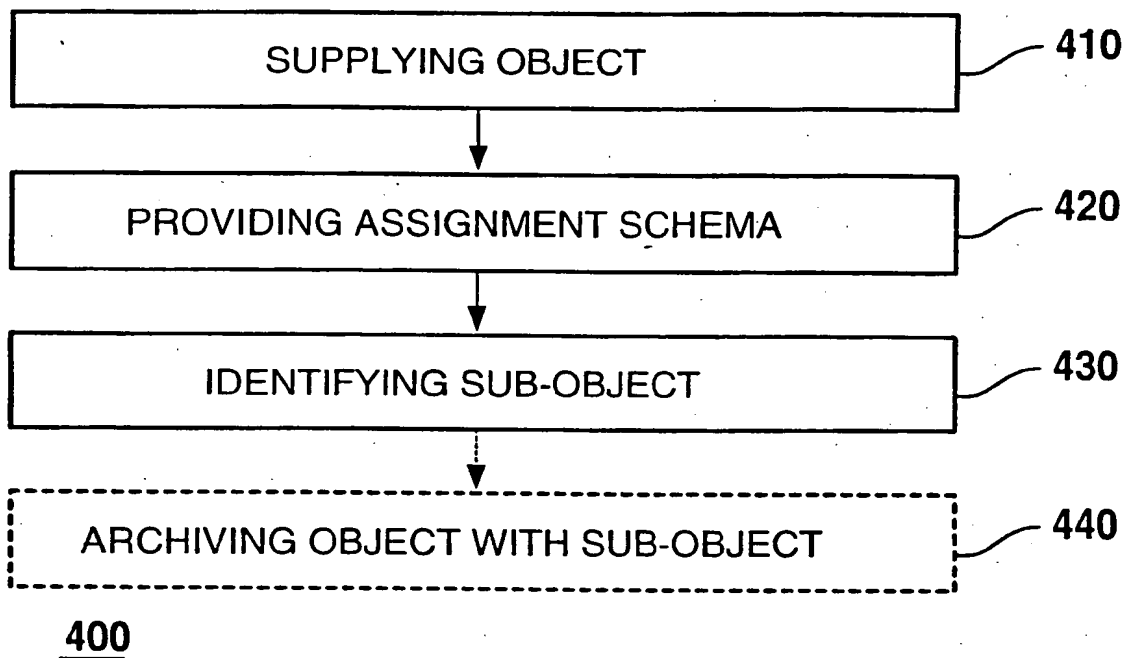 SUPPLYING OBJECT 410
PROVIDING ASSIGNMENT SCHEMA 420
IDENTIFYING SUB-OBJECT 430
ARCHIVING OBJECT WITH SUB-OBJECT 440
400